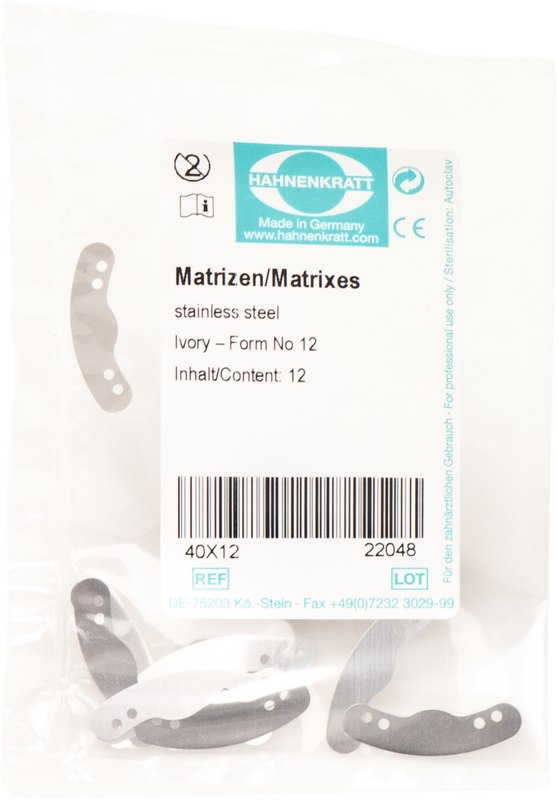 2
i
HAHNENKRATT
Made in Germany
www.hahnenkratt.com
CE
Matrizen/Matrixes
stainless steel
Ivory – Form No 12
Inhalt/Content: 12
40X12 22048
REF LOT
DE-75203 Kö.-Stein · Fax +49(0)7232 3029-99
Für den zahnärztlichen Gebrauch · For professional use only / Sterilisation: Autoclav